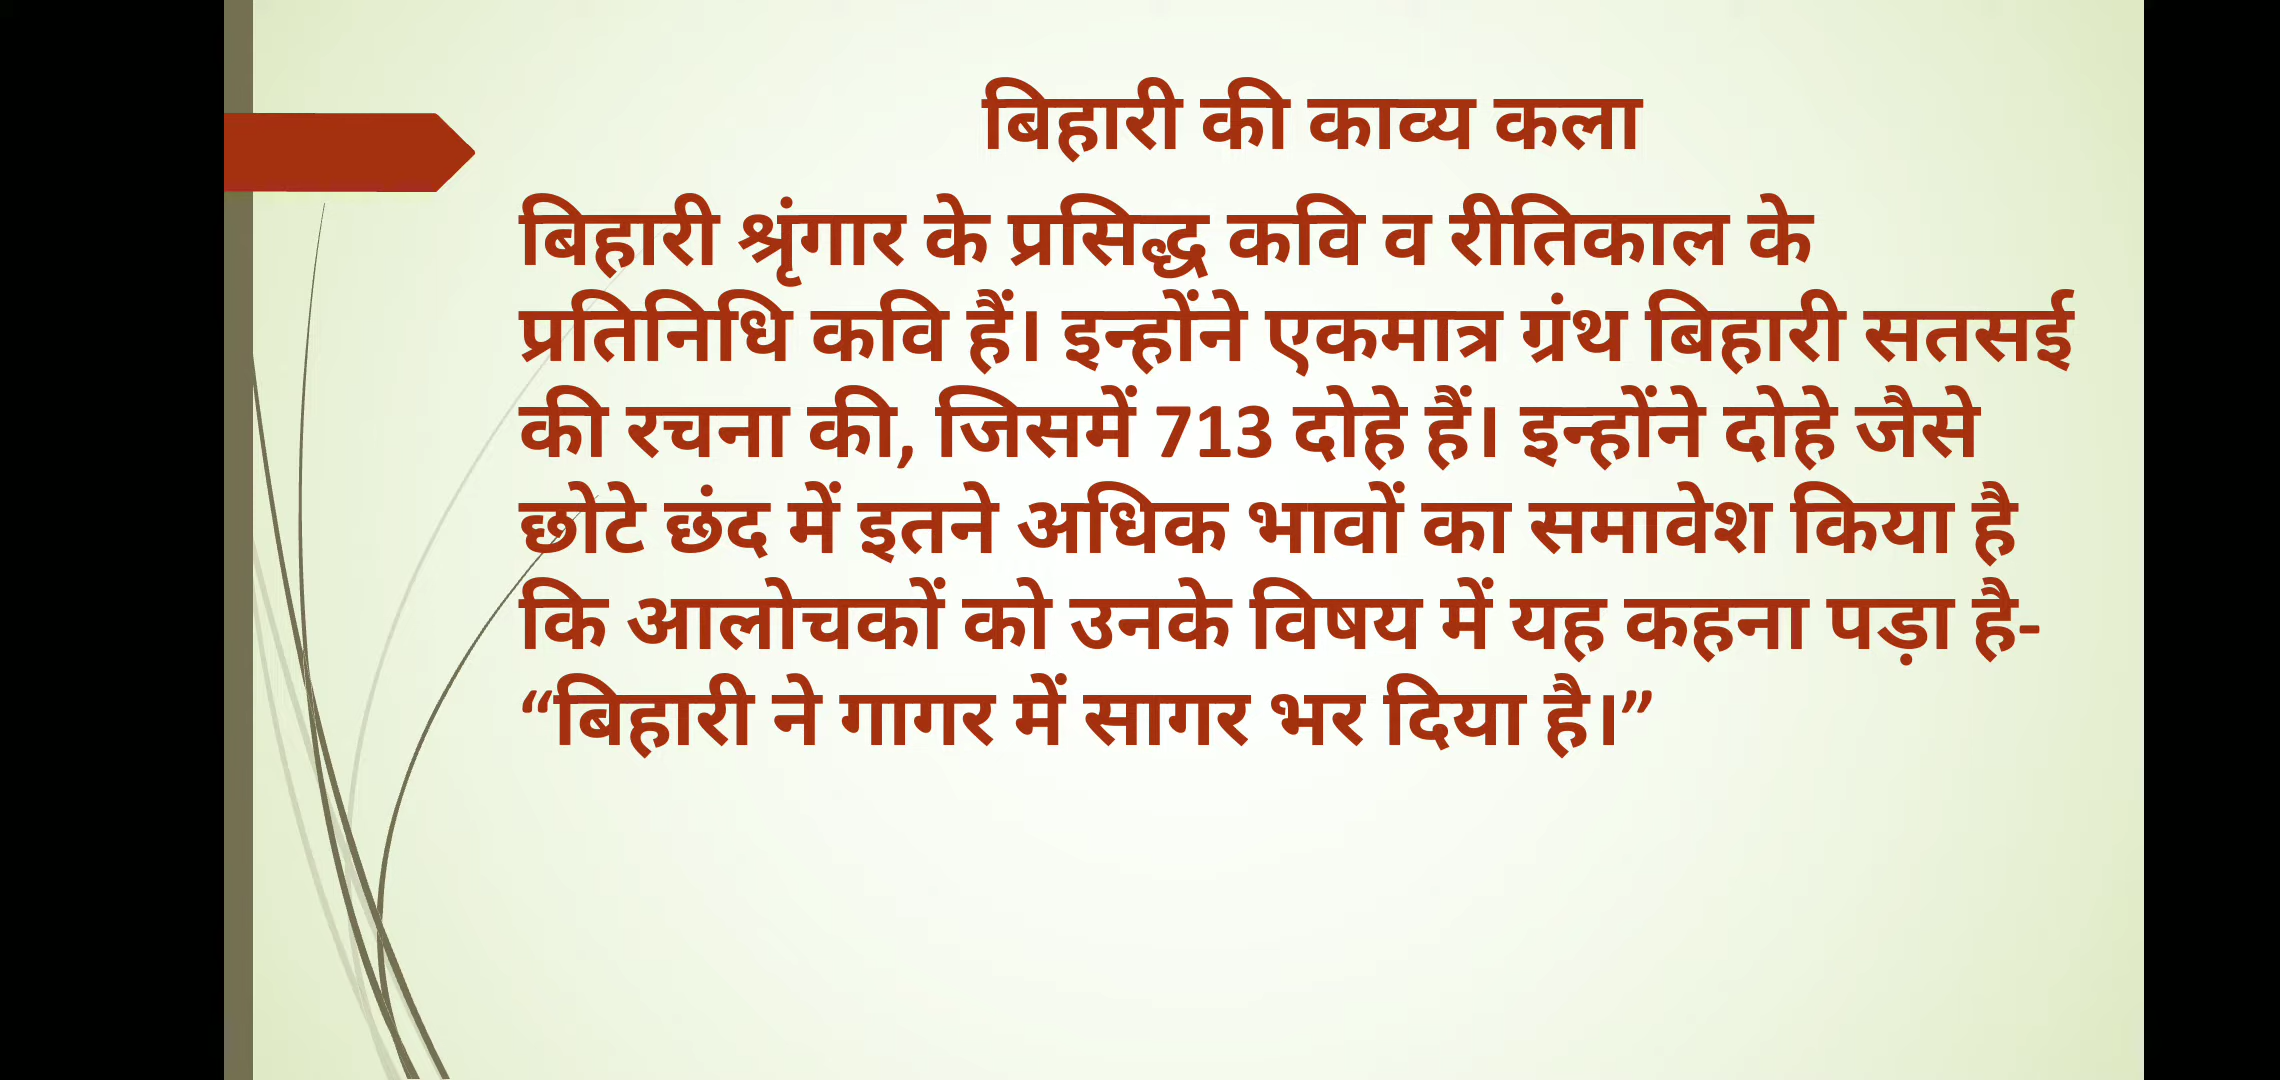 बिहारी की काव्य कला
बिहारी श्रृंगार के प्रसिद्ध कवि व रीतिकाल के
प्रतिनिधि कवि हैं। इन्होंने एकमात्र ग्रंथ बिहारी सतसई
की रचना की, जिसमें 713 दोहे हैं। इन्होंने दोहे जैसे
छोटे छंद में इतने अधिक भावों का समावेश किया है
कि आलोचकों को उनके विषय में यह कहना पड़ा है-
“बिहारी ने गागर में सागर भर दिया है।”